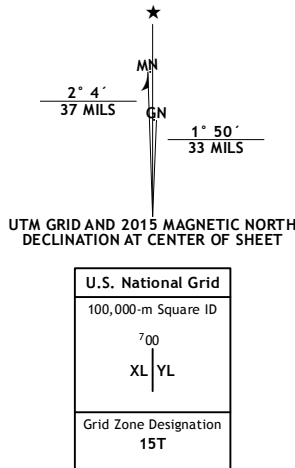 ★
MN
GN
2° 4´
37 MILS
1° 50´
33 MILS
UTM GRID AND 2015 MAGNETIC NORTH
DECLINATION AT CENTER OF SHEET
U.S. National Grid
100,000-m Square ID
⁷00
XL YL
Grid Zone Designation
15T